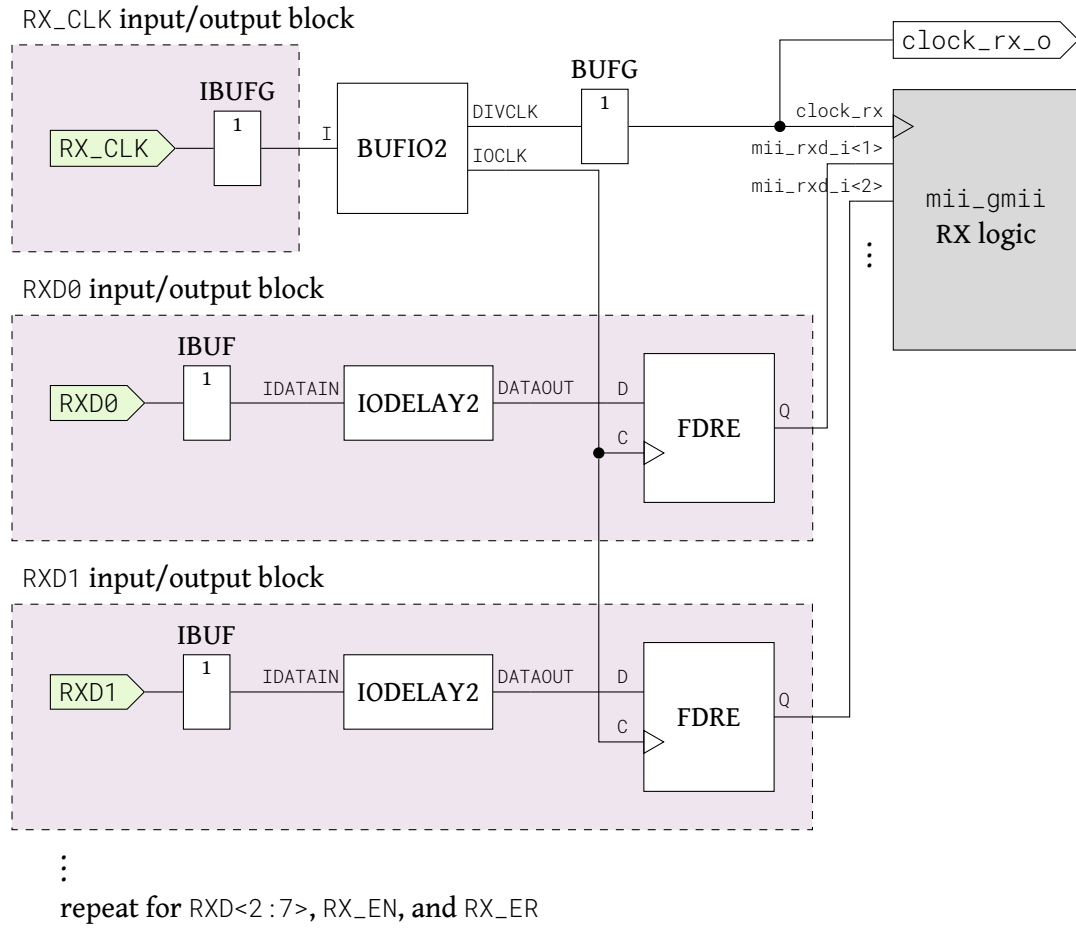 RX_CLK input/output block
clock_rx_o
BUFG
IBUFG
1
1
DIVCLK
clock_rx
RX_CLK
I
BUFIO2
IOCLK
mii_rxd_i<1>
mii_rxd_i<2>
mii_gmii
RX logic
⋮
RXD0 input/output block
IBUF
1
RXD0
IDATAIN
IODELAY2
DATAOUT
D
C
FDRE
Q
RXD1 input/output block
IBUF
1
RXD1
IDATAIN
IODELAY2
DATAOUT
D
C
FDRE
Q
⋮
repeat for RXD<2:7>, RX_EN, and RX_ER